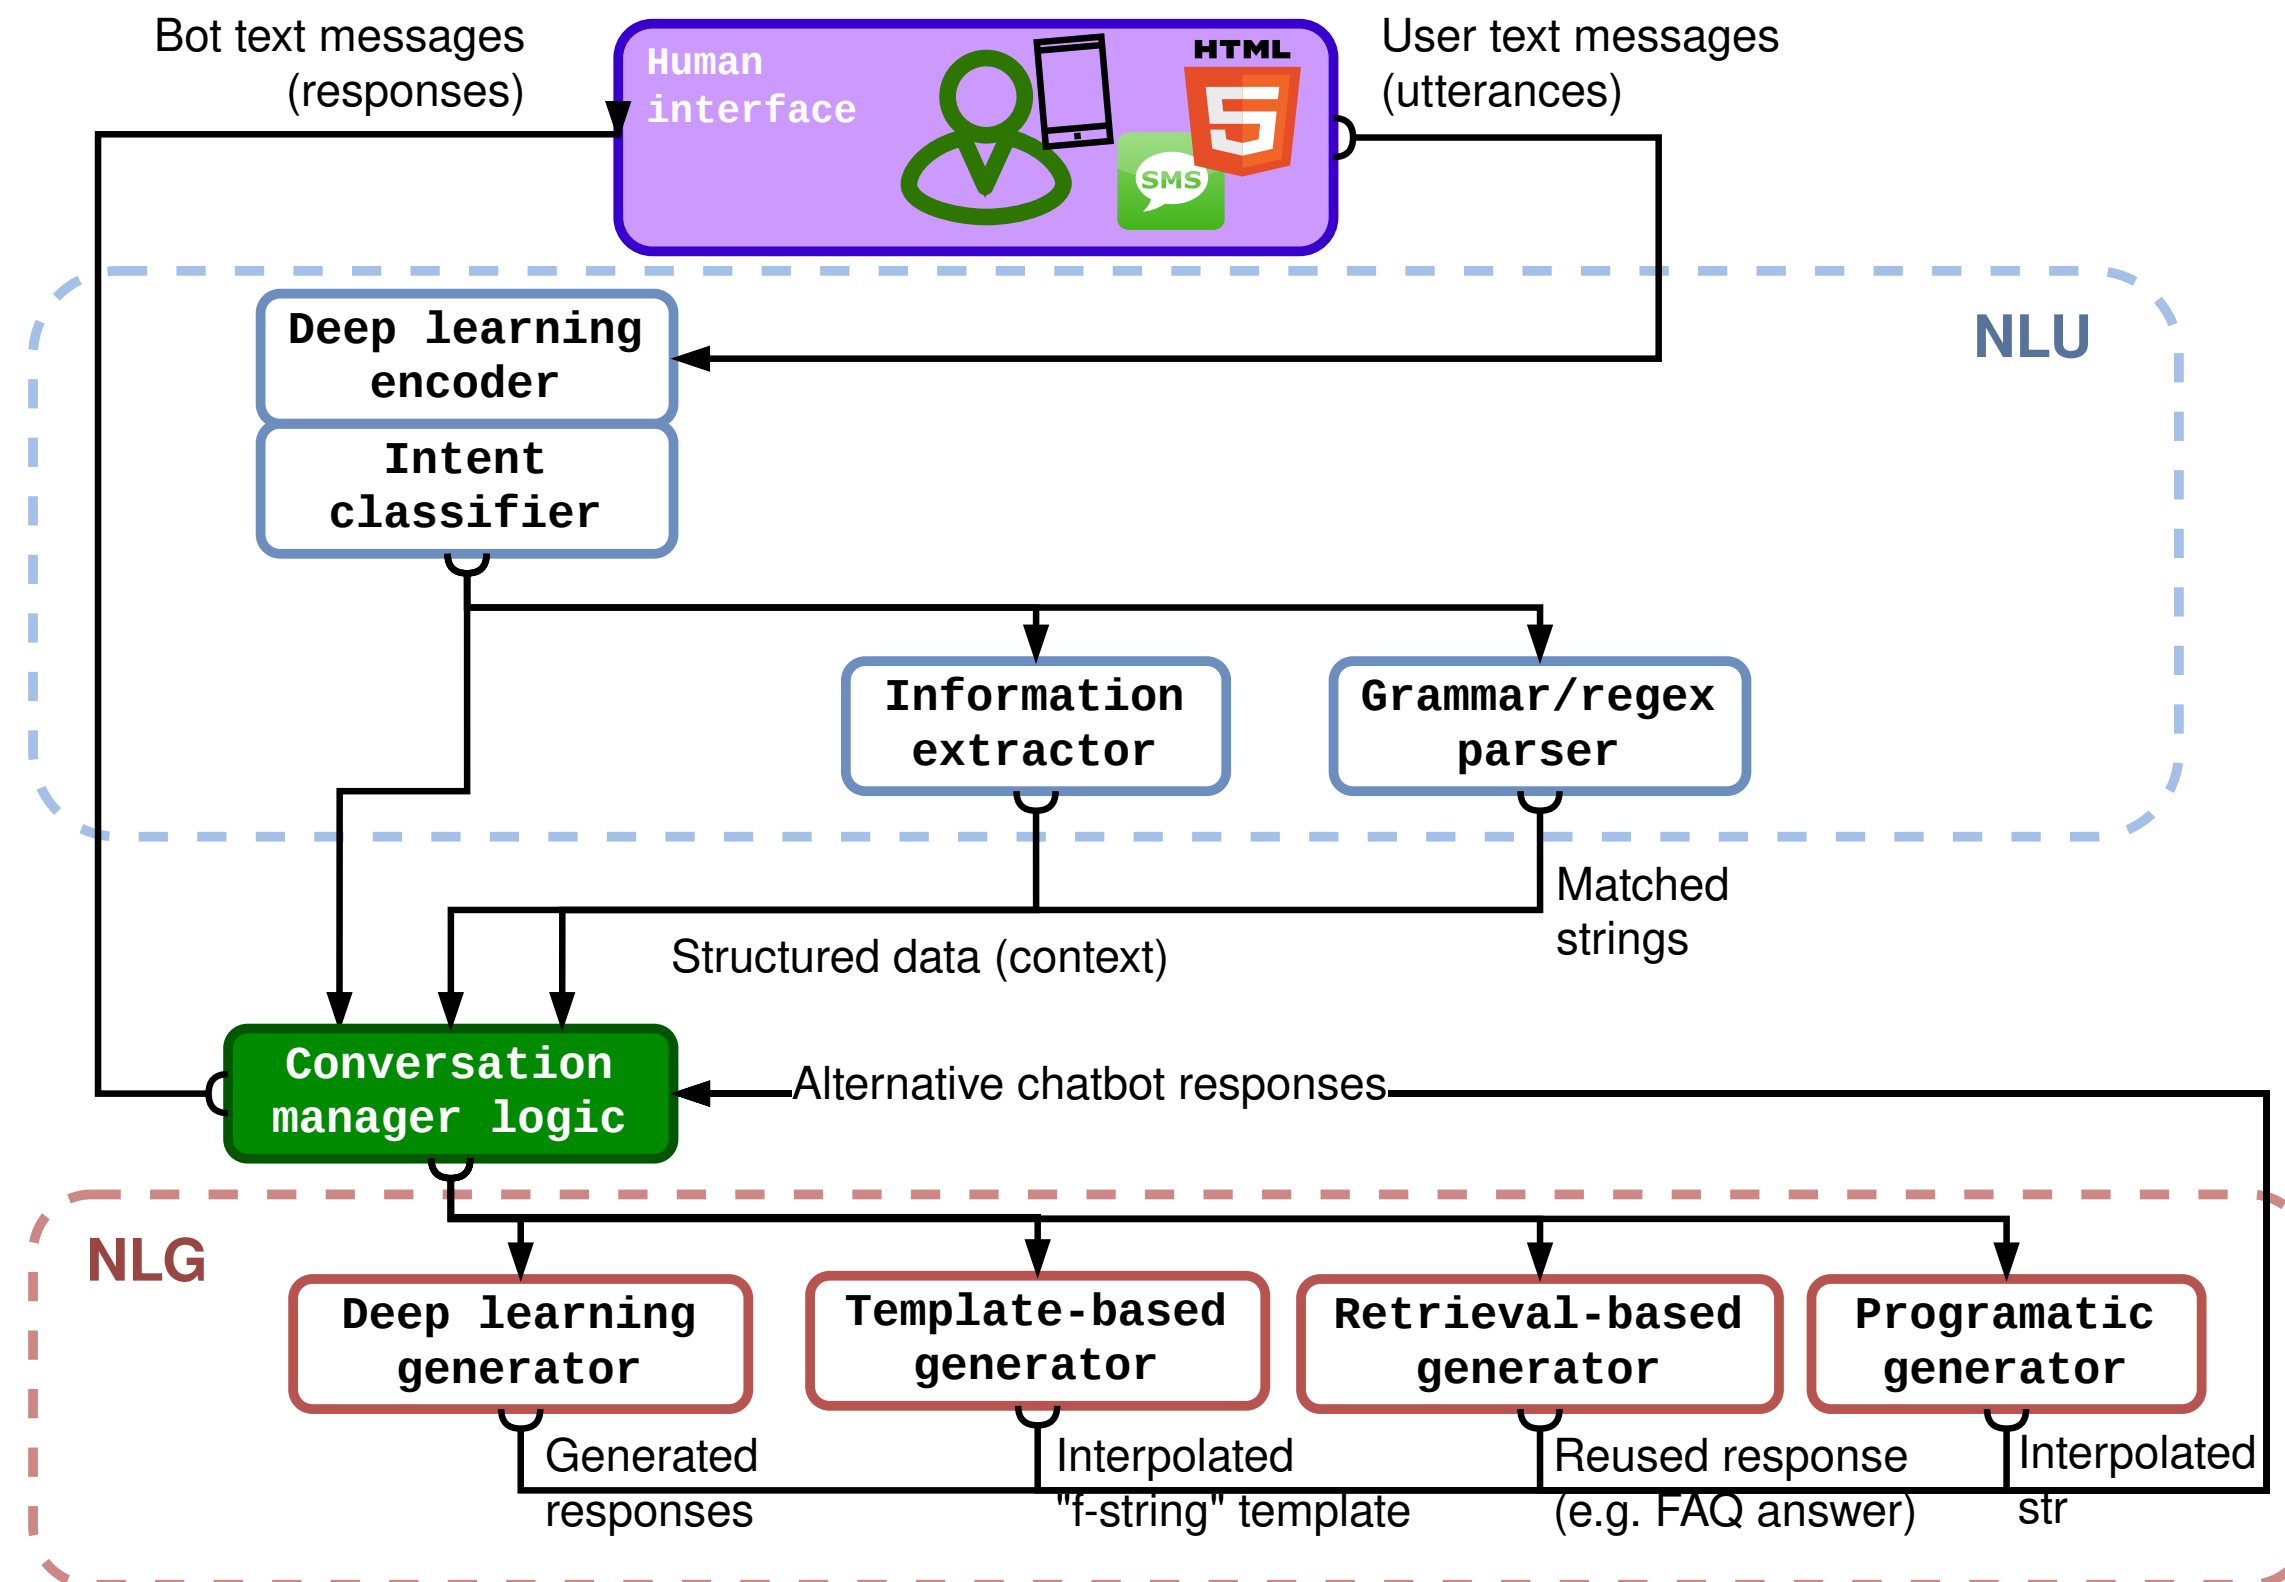 Bot text messages
(responses)
Human
interface
HTML
5
SMS
User text messages
(utterances)
NLU
Deep learning
encoder
Intent
classifier
Information
extractor
Grammar/regex
parser
Matched
strings
Structured data (context)
Conversation
manager logic
Alternative chatbot responses
NLG
Deep learning
generator
Template-based
generator
Retrieval-based
generator
Programatic
generator
Generated
responses
Interpolated
"f-string" template
Reused response
(e.g. FAQ answer)
Interpolated
str